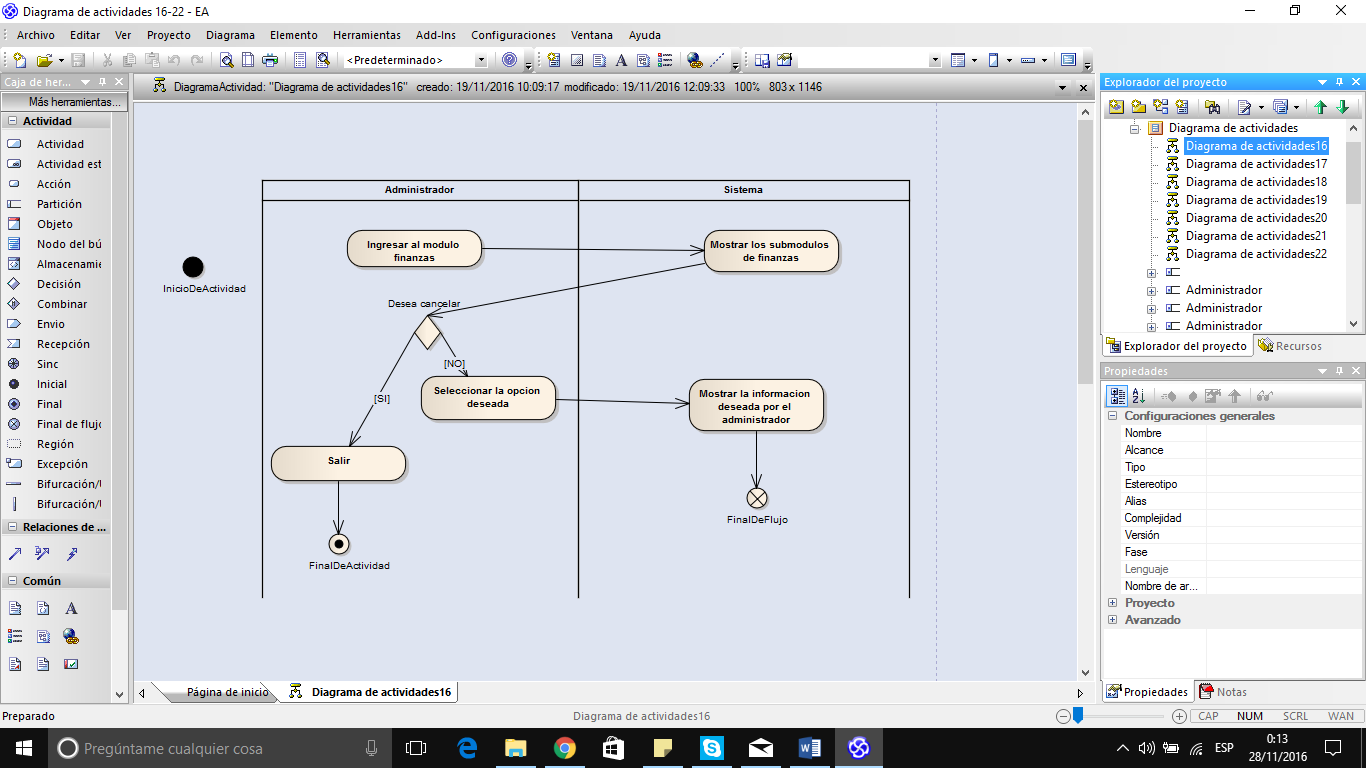 Diagrama de actividades 16-22 - EA
Archivo Editar Ver Proyecto Diagrama Elemento Herramientas Add-Ins Configuraciones Ventana Ayuda
<Predeterminado>
Caja de her...
Más herramientas...
Actividad
Actividad
Actividad est
Acción
Partición
Objeto
Nodo del bú
Almacenamie
Decisión
Combinar
Envio
Recepción
Sinc
Inicial
Final
Final de flujo
Región
Excepción
Bifurcación/U
Bifurcación/U
Relaciones de ...
Común
DiagramaActividad: "Diagrama de actividades16" creado: 19/11/2016 10:09:17 modificado: 19/11/2016 12:09:33 100% 803 x 1146
Administrador
Sistema
Ingresar al modulo
finanzas
Mostrar los submodulos
de finanzas
InicioDeActividad
Desea cancelar
[NO]
[SI]
Seleccionar la opcion
deseada
Mostrar la informacion
deseada por el
administrador
Salir
FinalDeFlujo
FinalDeActividad
Página de inicio
Diagrama de actividades16
Explorador del proyecto
Diagrama de actividades
Diagrama de actividades16
Diagrama de actividades17
Diagrama de actividades18
Diagrama de actividades19
Diagrama de actividades20
Diagrama de actividades21
Diagrama de actividades22
Administrador
Administrador
Administrador
Explorador del proyecto
Recursos
Propiedades
Configuraciones generales
Nombre
Alcance
Tipo
Estereotipo
Alias
Complejidad
Versión
Fase
Lenguaje
Nombre de ar...
Proyecto
Avanzado
Propiedades
Notas
Preparado
Diagrama de actividades16
CAP NUM SCRL WAN
Pregúntame cualquier cosa
ESP
0:13
28/11/2016